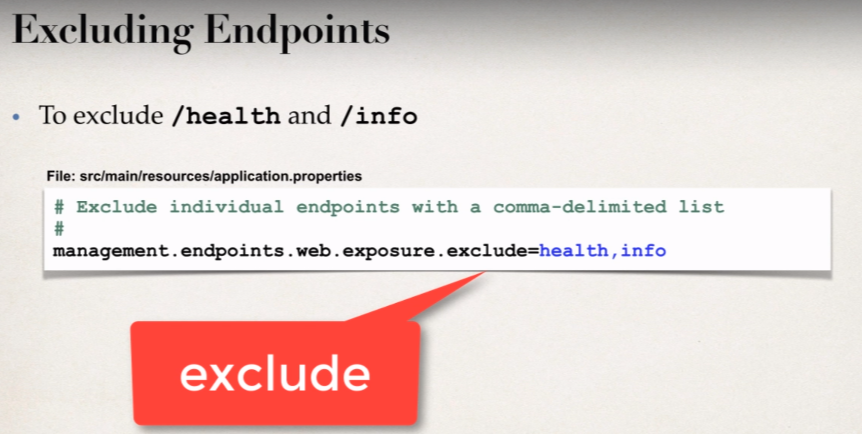 Excluding Endpoints
• To exclude /health and /info
File: src/main/resources/application.properties
# Exclude individual endpoints with a comma-delimited list
#
management.endpoints.web.exposure.exclude=health,info
exclude